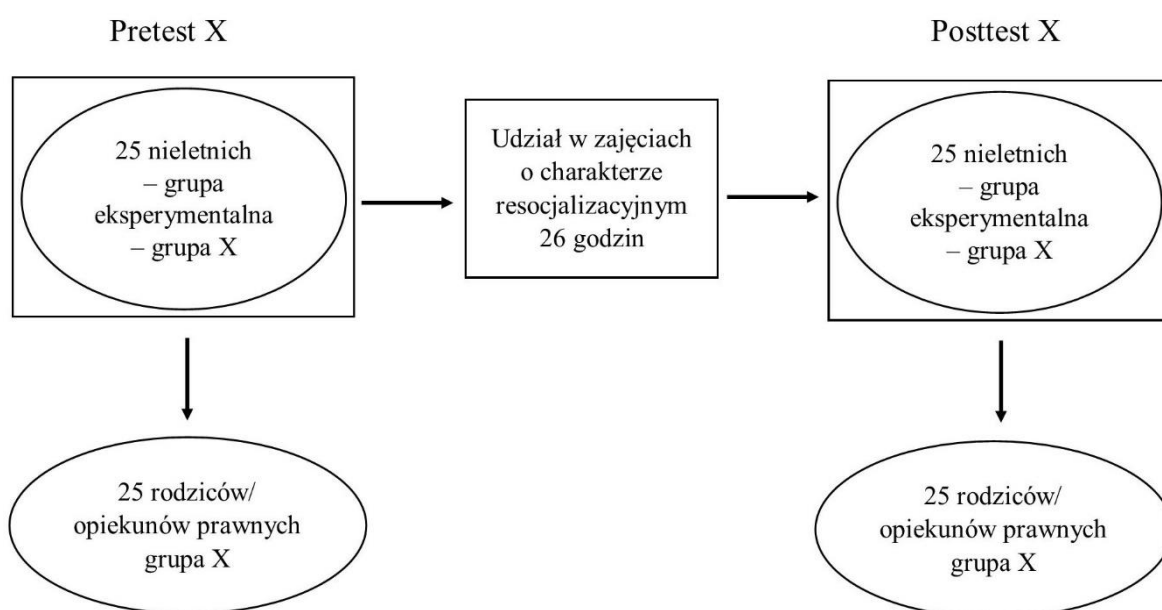 Pretest X
Posttest X
25 nieletnich
– grupa
eksperymentalna
– grupa X
Udział w zajęciach
o charakterze
resocjalizacyjnym
26 godzin
25 nieletnich
– grupa
eksperymentalna
– grupa X
25 rodziców/
opiekunów prawnych
grupa X
25 rodziców/
opiekunów prawnych
grupa X